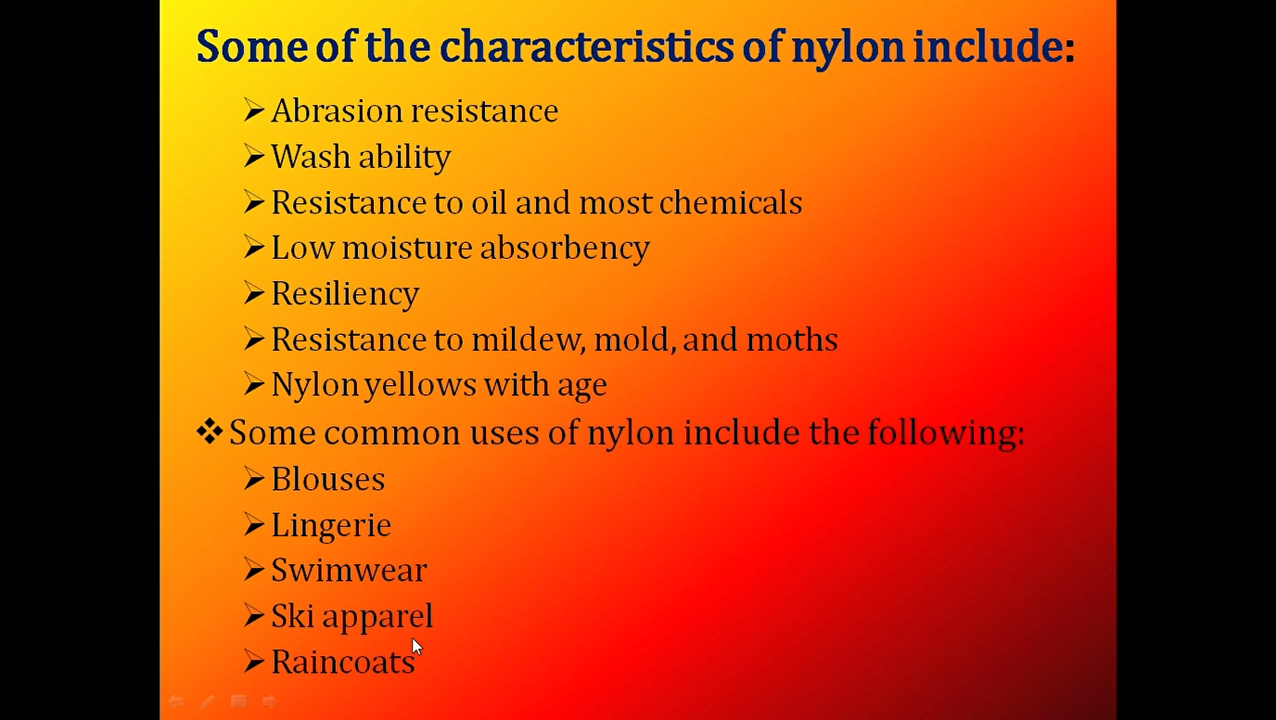 Some of the characteristics of nylon include:
➢Abrasion resistance
➢Wash ability
➢Resistance to oil and most chemicals
➢Low moisture absorbency
➢Resiliency
➢Resistance to mildew, mold, and moths
➢Nylon yellows with age
❖Some common uses of nylon include the following:
➢Blouses
➢Lingerie
➢Swimwear
➢Ski apparel
➢Raincoats